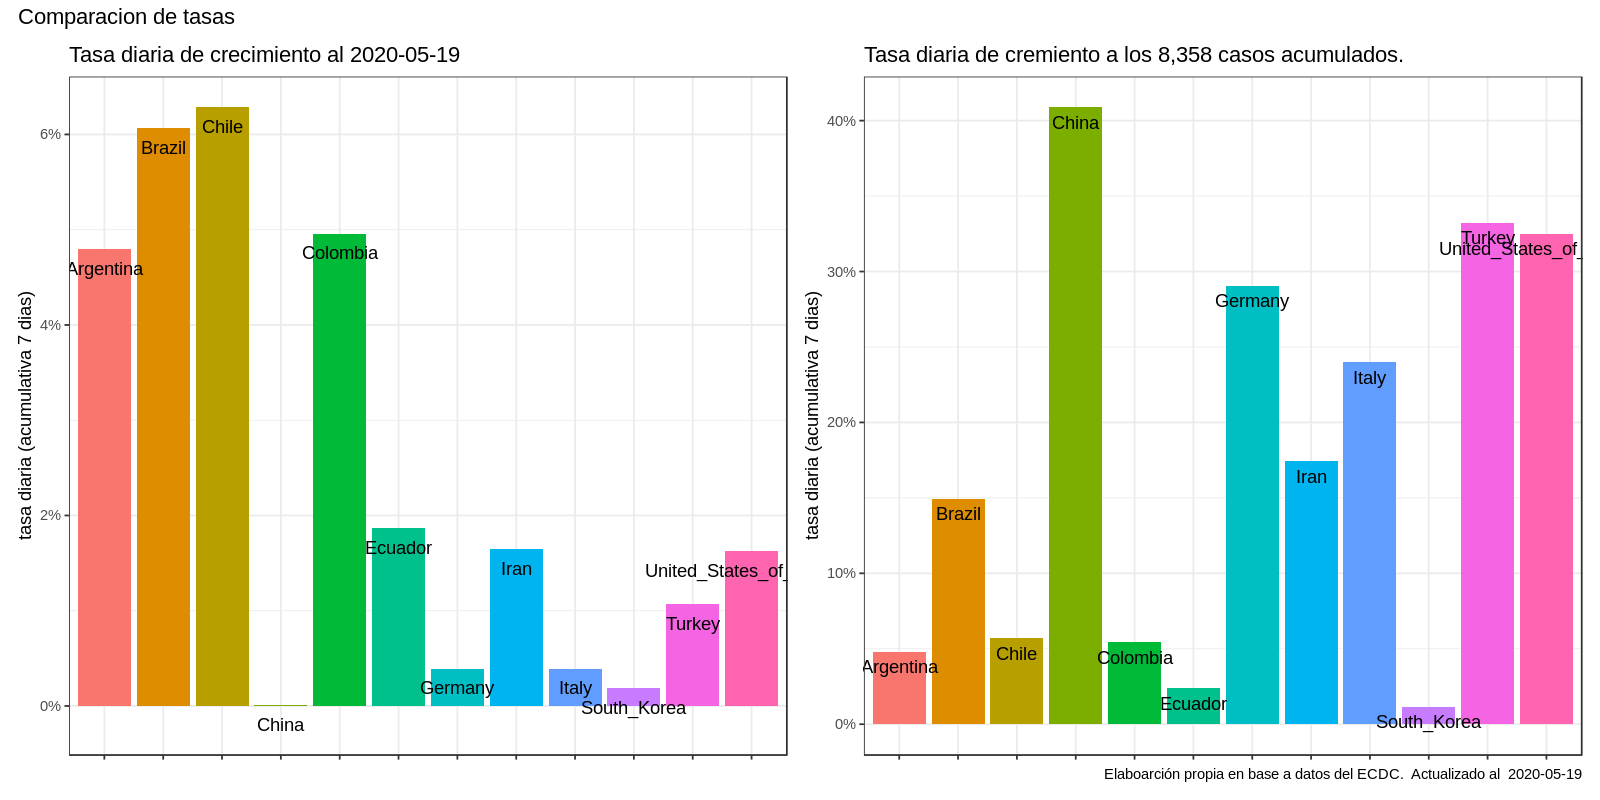 Comparacion de tasas
Tasa diaria de crecimiento al 2020-05-19
tasa diaria (acumulativa 7 dias)
6%
4%
2%
0%
Argentina
Brazil
Chile
China
Colombia
Ecuador
Germany
Iran
Italy
South_Korea
Turkey
United_States_of_
Tasa diaria de cremiento a los 8,358 casos acumulados.
tasa diaria (acumulativa 7 dias)
40%
30%
20%
10%
0%
Argentina
Brazil
Chile
China
Colombia
Ecuador
Germany
Iran
Italy
South_Korea
Turkey
United_States_of_
Elaboarción propia en base a datos del ECDC. Actualizado al 2020-05-19